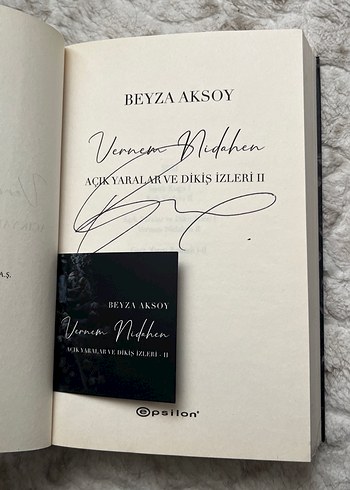 BEYZA AKSOY
Vernem Nidahen
AÇIK YARALAR VE DİKİŞ İZLERİ II
A.Ş.
BEYZA AKSOY
Vernem Nidahen
AÇIK YARALAR VE DİKİŞ İZLERİ - II
epsilon®